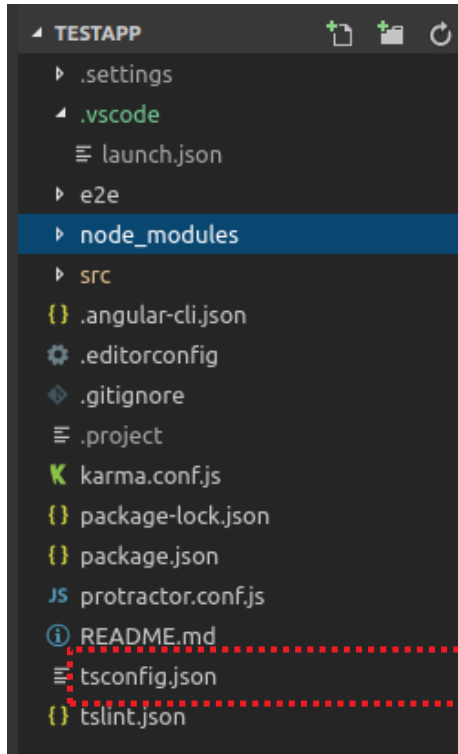 TESTAPP
.settings
.vscode
launch.json
e2e
node_modules
src
.angular-cli.json
.editorconfig
.gitignore
.project
karma.conf.js
package-lock.json
package.json
JS protractor.conf.js
README.md
tsconfig.json
tslint.json